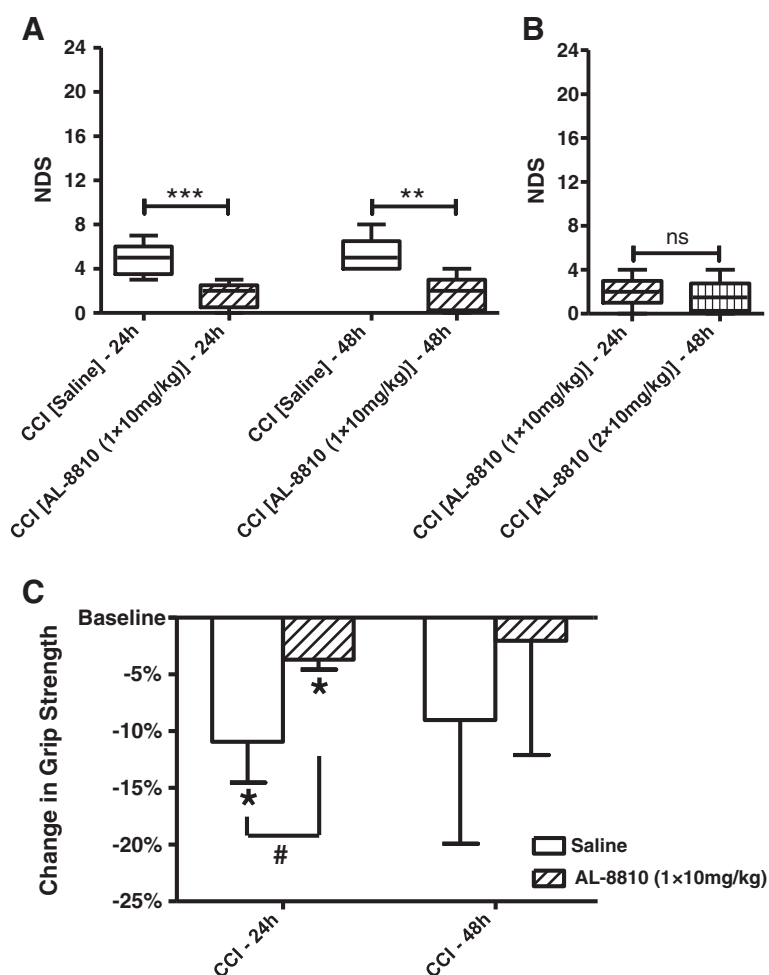 A
24
20
16
12
8
4
0
NDS
***
**
CCI [Saline] - 24h
CCI [AL-8810 (1×10mg/kg)] - 24h
CCI [Saline] - 48h
CCI [AL-8810 (1×10mg/kg)] - 48h
B
24
20
16
12
8
4
0
NDS
ns
CCI [AL-8810 (1×10mg/kg)] - 24h
CCI [AL-8810 (2×10mg/kg)] - 48h
C
Baseline
-5%
-10%
-15%
-20%
-25%
Change in Grip Strength
*
*
#
Saline
AL-8810 (1×10mg/kg)
CCI - 24h
CCI - 48h